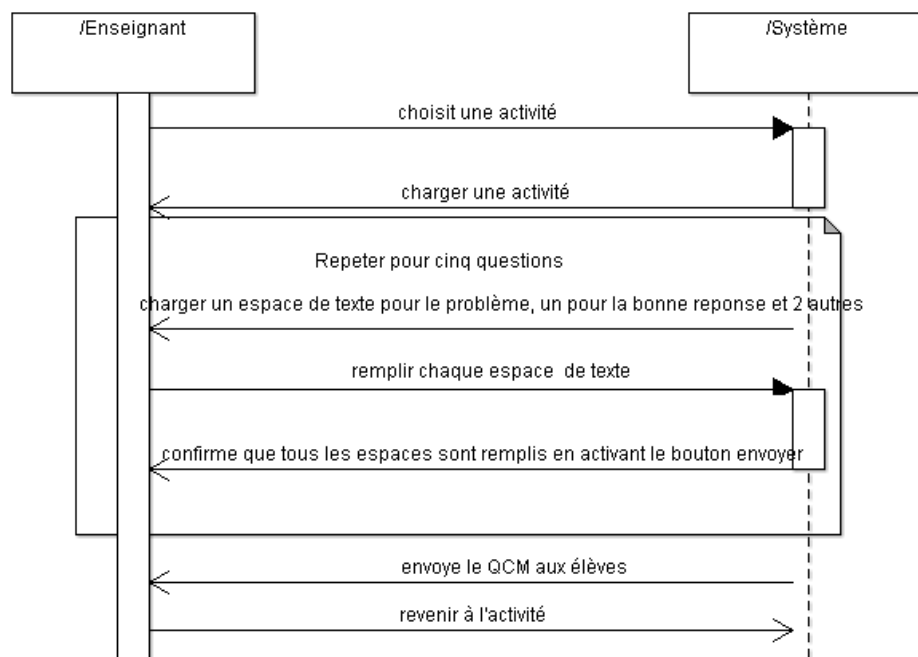 /Enseignant
/Système
choisit une activité
charger une activité
Repeter pour cinq questions
charger un espace de texte pour le problème, un pour la bonne reponse et 2 autres
remplir chaque espace de texte
confirme que tous les espaces sont remplis en activant le bouton envoyer
envoye le QCM aux élèves
revenir à l'activité